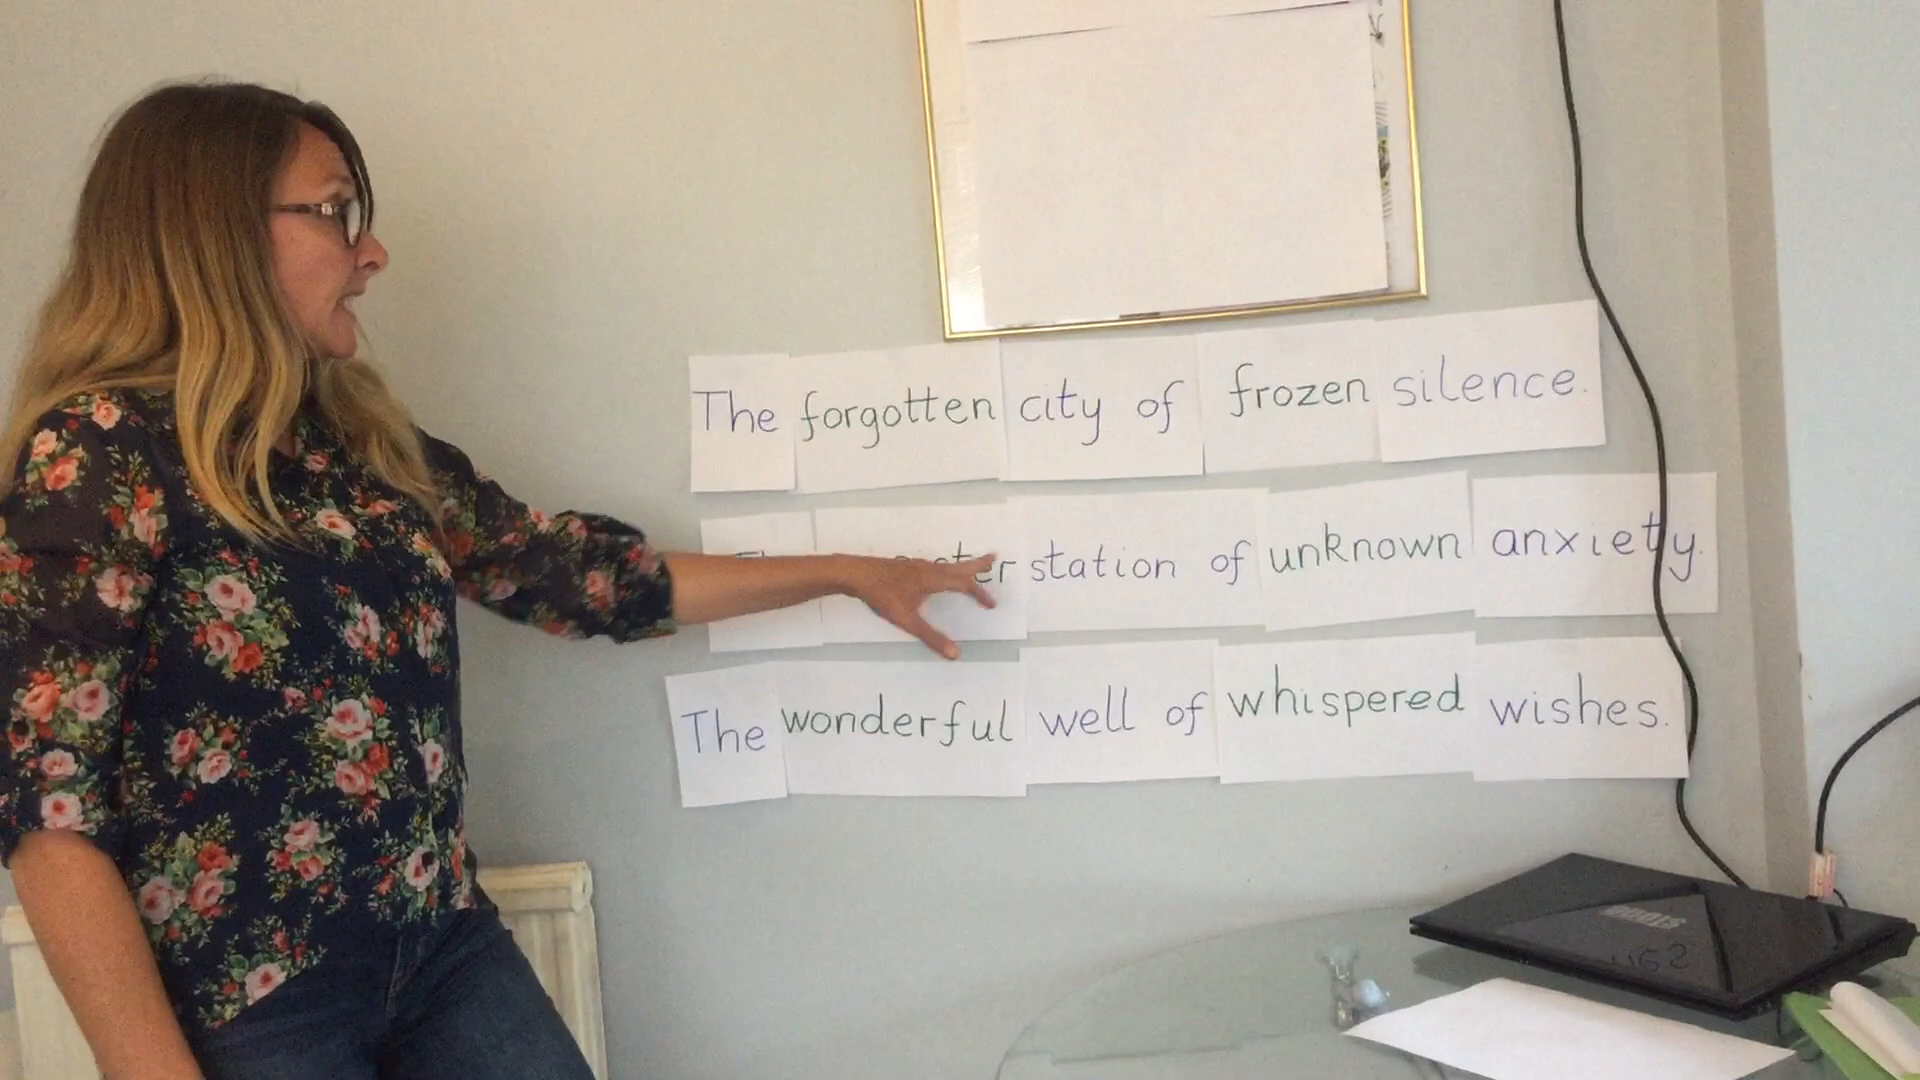 The forgotten city of frozen silence.
station of unknown anxiety.
The wonderful well of whispered wishes.